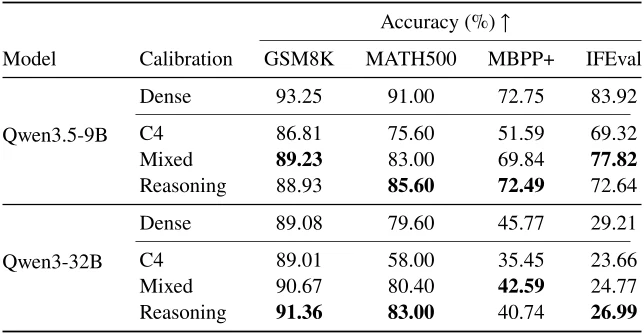 Accuracy (%) ↑
Model Calibration GSM8K MATH500 MBPP+ IFEval
Dense 93.25 91.00 72.75 83.92
Qwen3.5-9B
C4 86.81 75.60 51.59 69.32
Mixed 89.23 83.00 69.84 77.82
Reasoning 88.93 85.60 72.49 72.64
Dense 89.08 79.60 45.77 29.21
Qwen3-32B
C4 89.01 58.00 35.45 23.66
Mixed 90.67 80.40 42.59 24.77
Reasoning 91.36 83.00 40.74 26.99